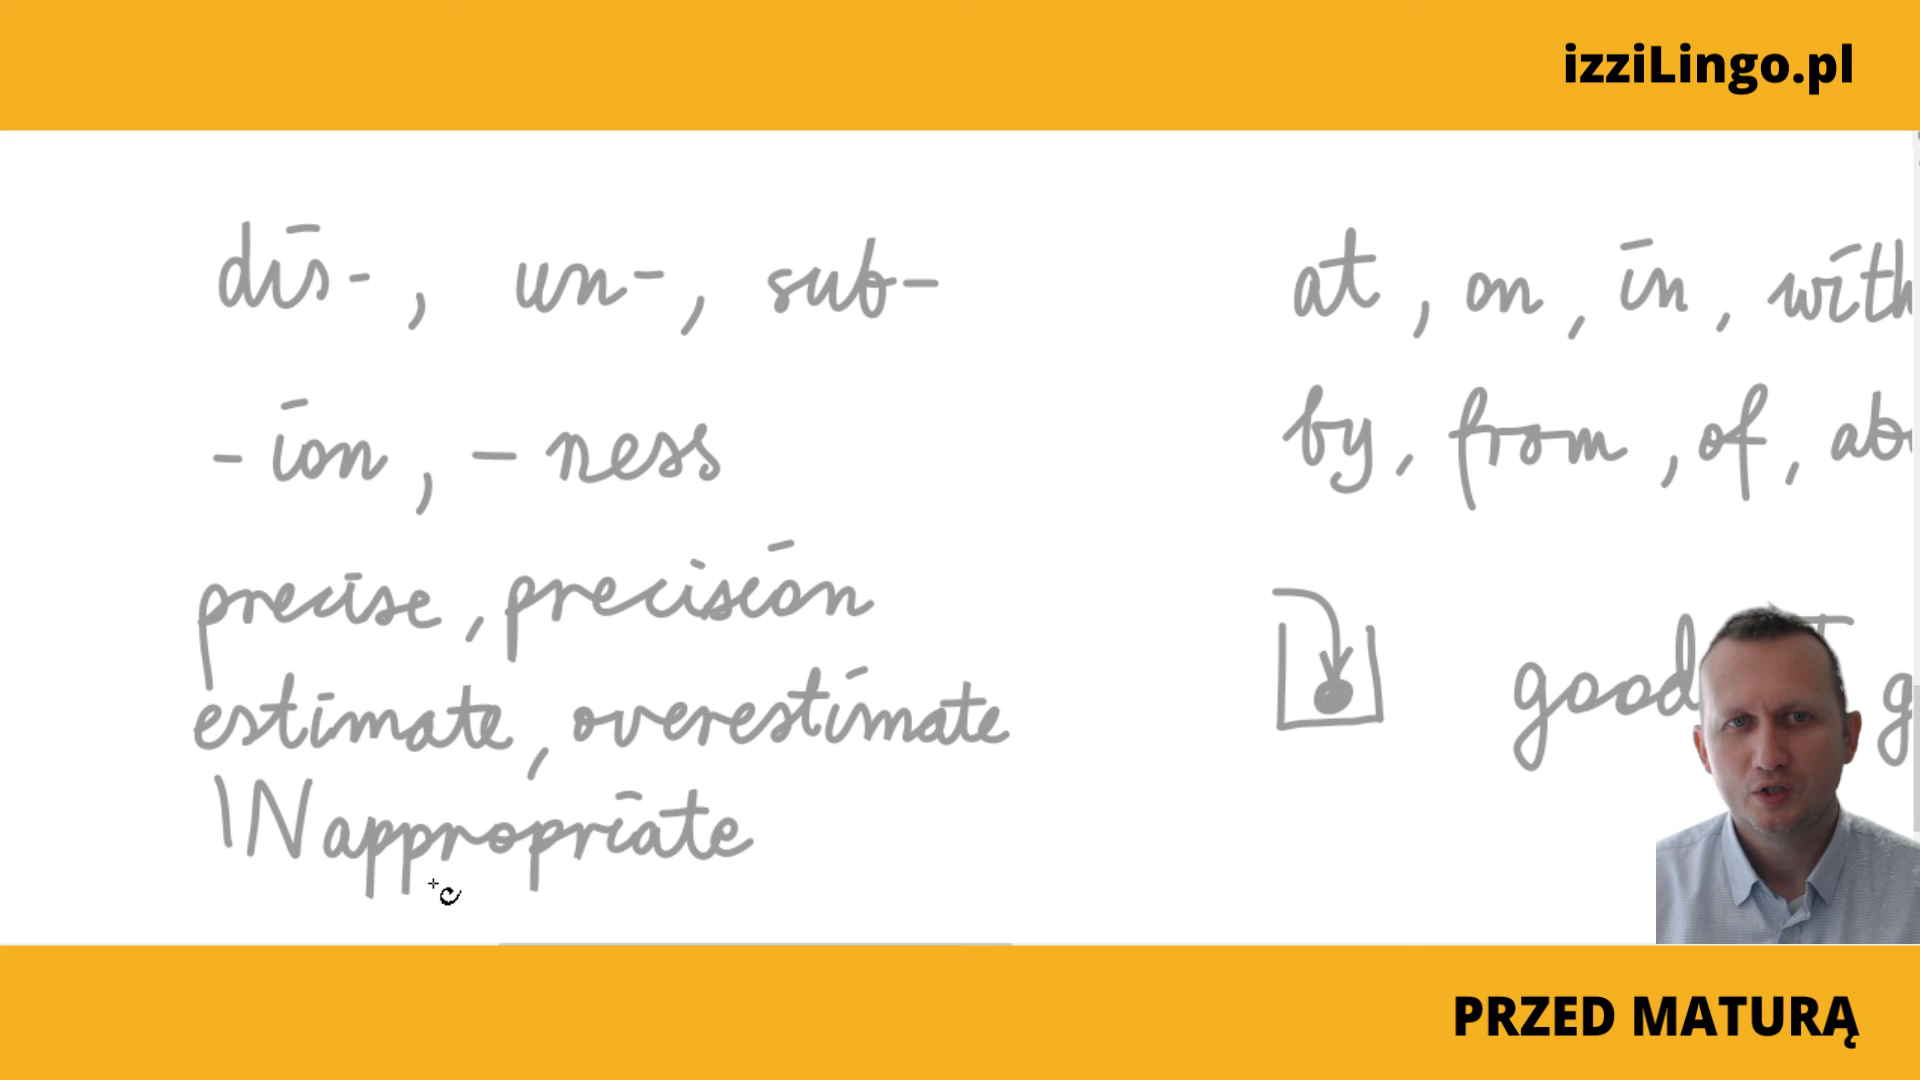 izziLingo.pl
dis-, un-, sub-
-ion, -ness
precise, precision
estimate, overestimate
INappropriate
at, on, in, with
by, from, of, ab
good
PRZED MATURĄ